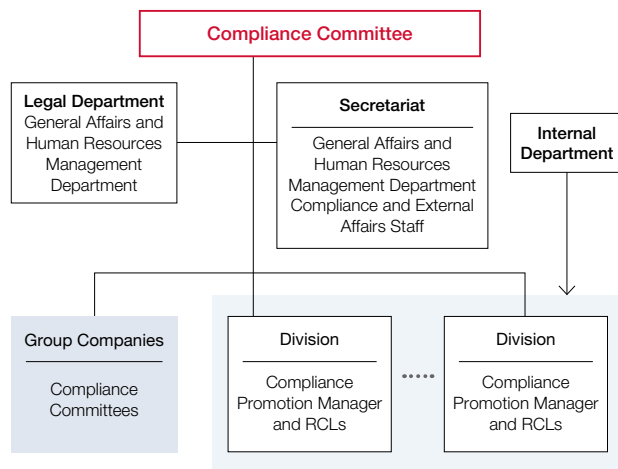 Compliance Committee
Legal Department
General Affairs and
Human Resources
Management
Department
Secretariat
General Affairs and
Human Resources
Management Department
Compliance and External
Affairs Staff
Internal
Department
Group Companies
Compliance
Committees
Division
Compliance
Promotion Manager
and RCLs
Division
Compliance
Promotion Manager
and RCLs